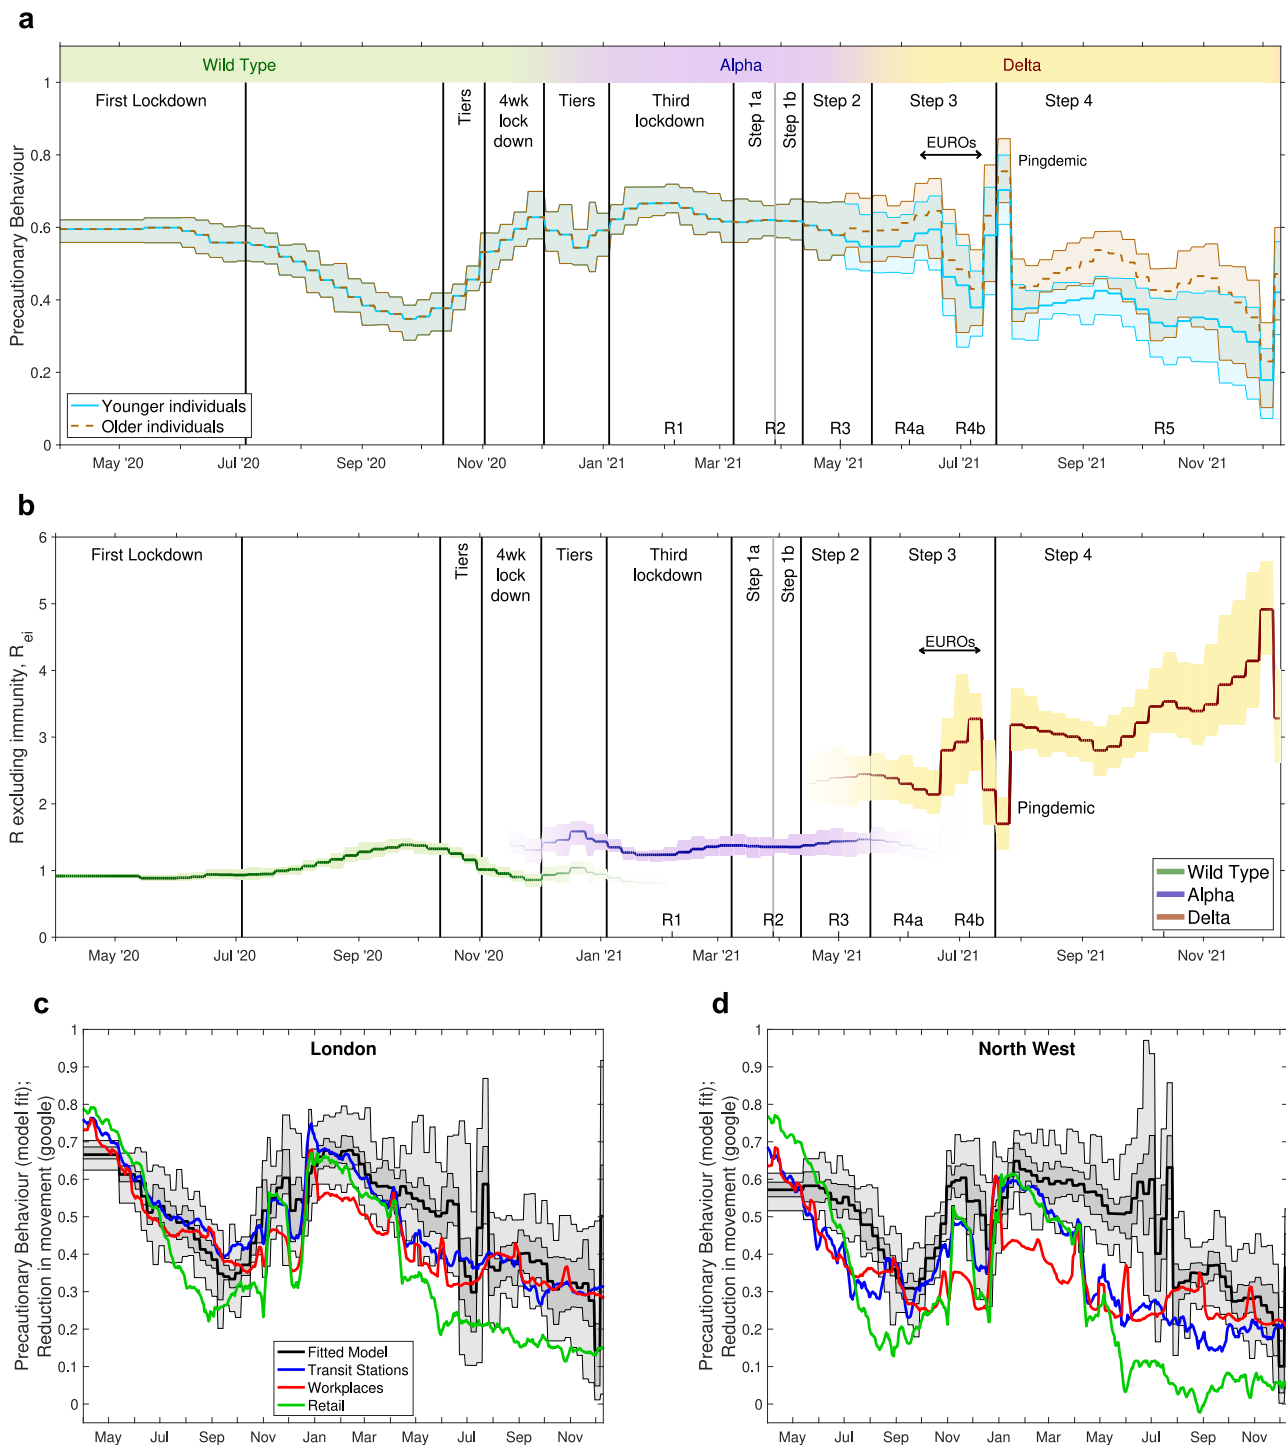 a
Wild Type
Alpha
Delta
First Lockdown
Tiers
4wk
lock
down
Tiers
Third
lockdown
Step 1a
Step 1b
Step 2
Step 3
Step 4
EUROs
Pingdemic
Precautionary Behaviour
1
0.8
0.6
0.4
0.2
0
Younger individuals
Older individuals
R1
R2
R3
R4a
R4b
R5
May '20
Jul '20
Sep '20
Nov '20
Jan '21
Mar '21
May '21
Jul '21
Sep '21
Nov '21
b
First Lockdown
Tiers
4wk
lock
down
Tiers
Third
lockdown
Step 1a
Step 1b
Step 2
Step 3
Step 4
EUROs
Pingdemic
R excluding immunity, R_ei
6
5
4
3
2
1
0
Wild Type
Alpha
Delta
R1
R2
R3
R4a
R4b
May '20
Jul '20
Sep '20
Nov '20
Jan '21
Mar '21
May '21
Jul '21
Sep '21
Nov '21
c
London
Precautionary Behaviour (model fit);
Reduction in movement (google)
1
0.9
0.8
0.7
0.6
0.5
0.4
0.3
0.2
0.1
0
Fitted Model
Transit Stations
Workplaces
Retail
May
Jul
Sep
Nov
Jan
Mar
May
Jul
Sep
Nov
d
North West
Precautionary Behaviour (model fit);
Reduction in movement (google)
1
0.9
0.8
0.7
0.6
0.5
0.4
0.3
0.2
0.1
0
May
Jul
Sep
Nov
Jan
Mar
May
Jul
Sep
Nov